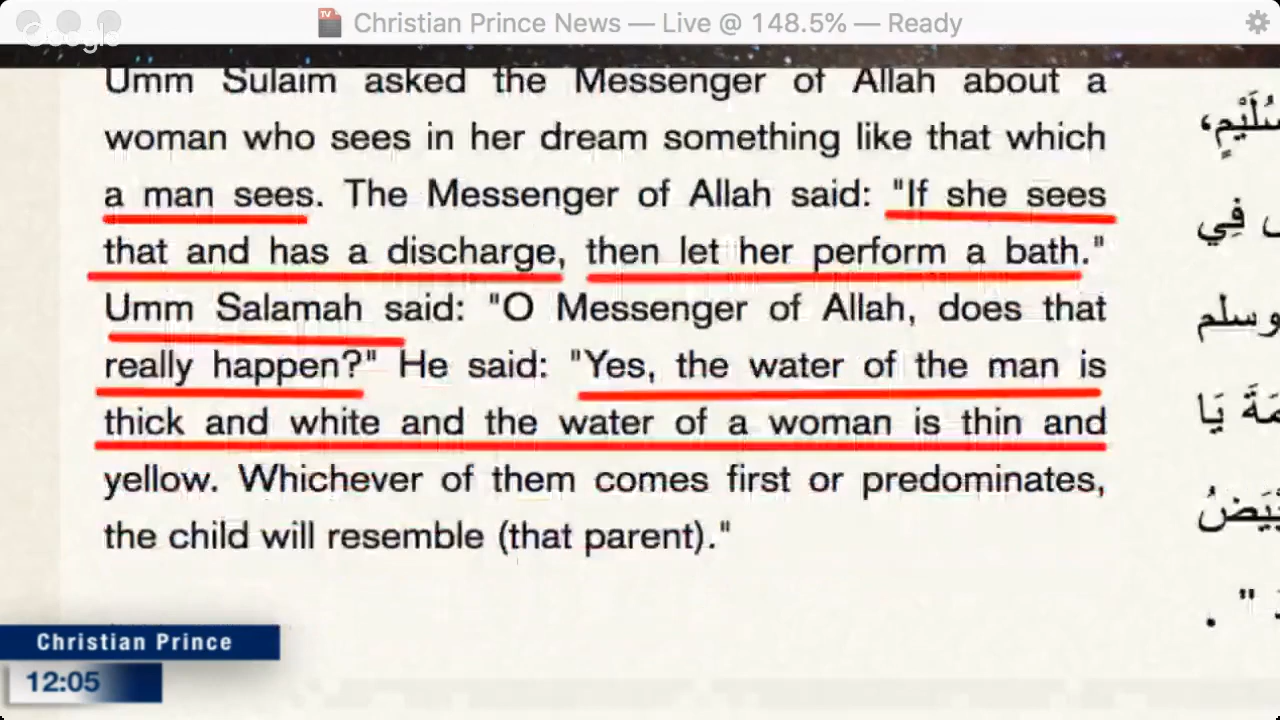 Christian Prince News — Live @ 148.5% — Ready
Google
Umm Sulaim asked the Messenger of Allah about a
woman who sees in her dream something like that which
a man sees. The Messenger of Allah said: "If she sees
that and has a discharge, then let her perform a bath."
Umm Salamah said: "O Messenger of Allah, does that
really happen?" He said: "Yes, the water of the man is
thick and white and the water of a woman is thin and
yellow. Whichever of them comes first or predominates,
the child will resemble (that parent)."
فِي
وسلم
يَا
" .
Christian Prince
12:05